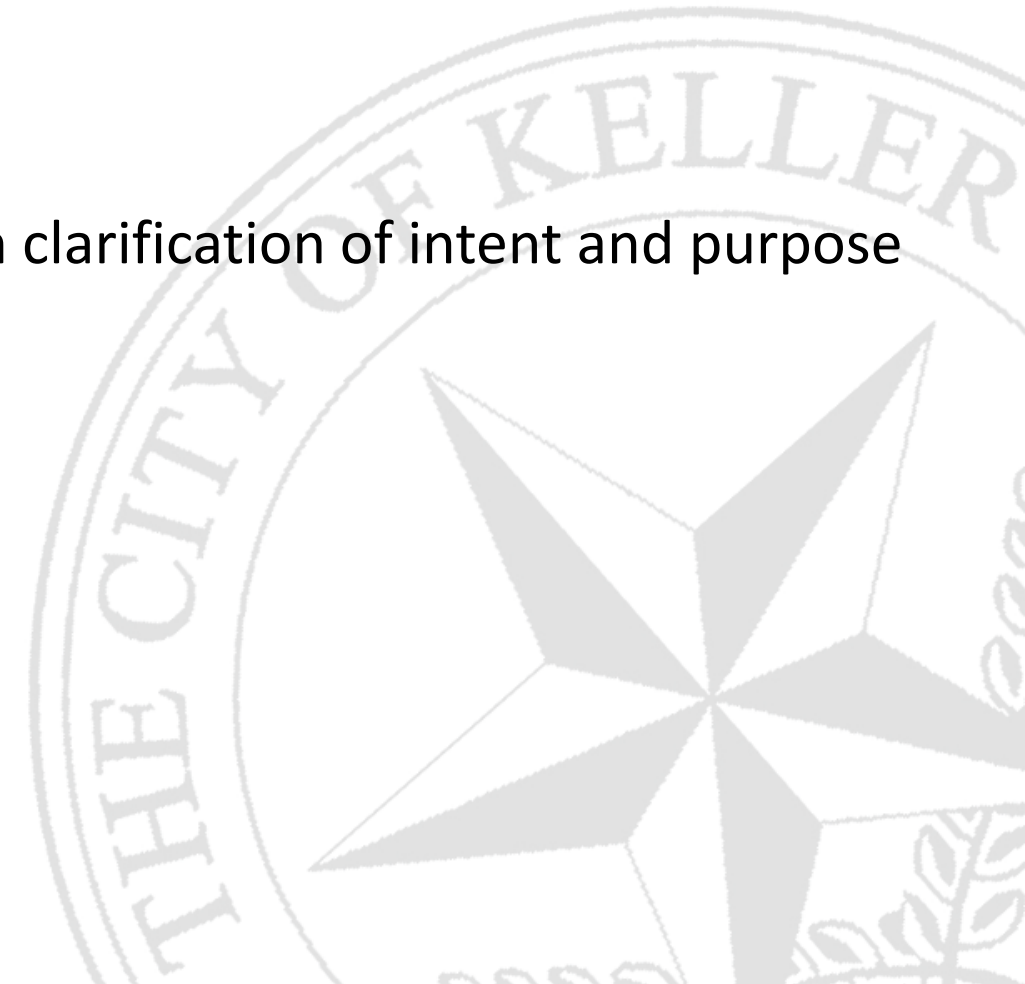 THE CITY OF KELLER
clarification of intent and purpose